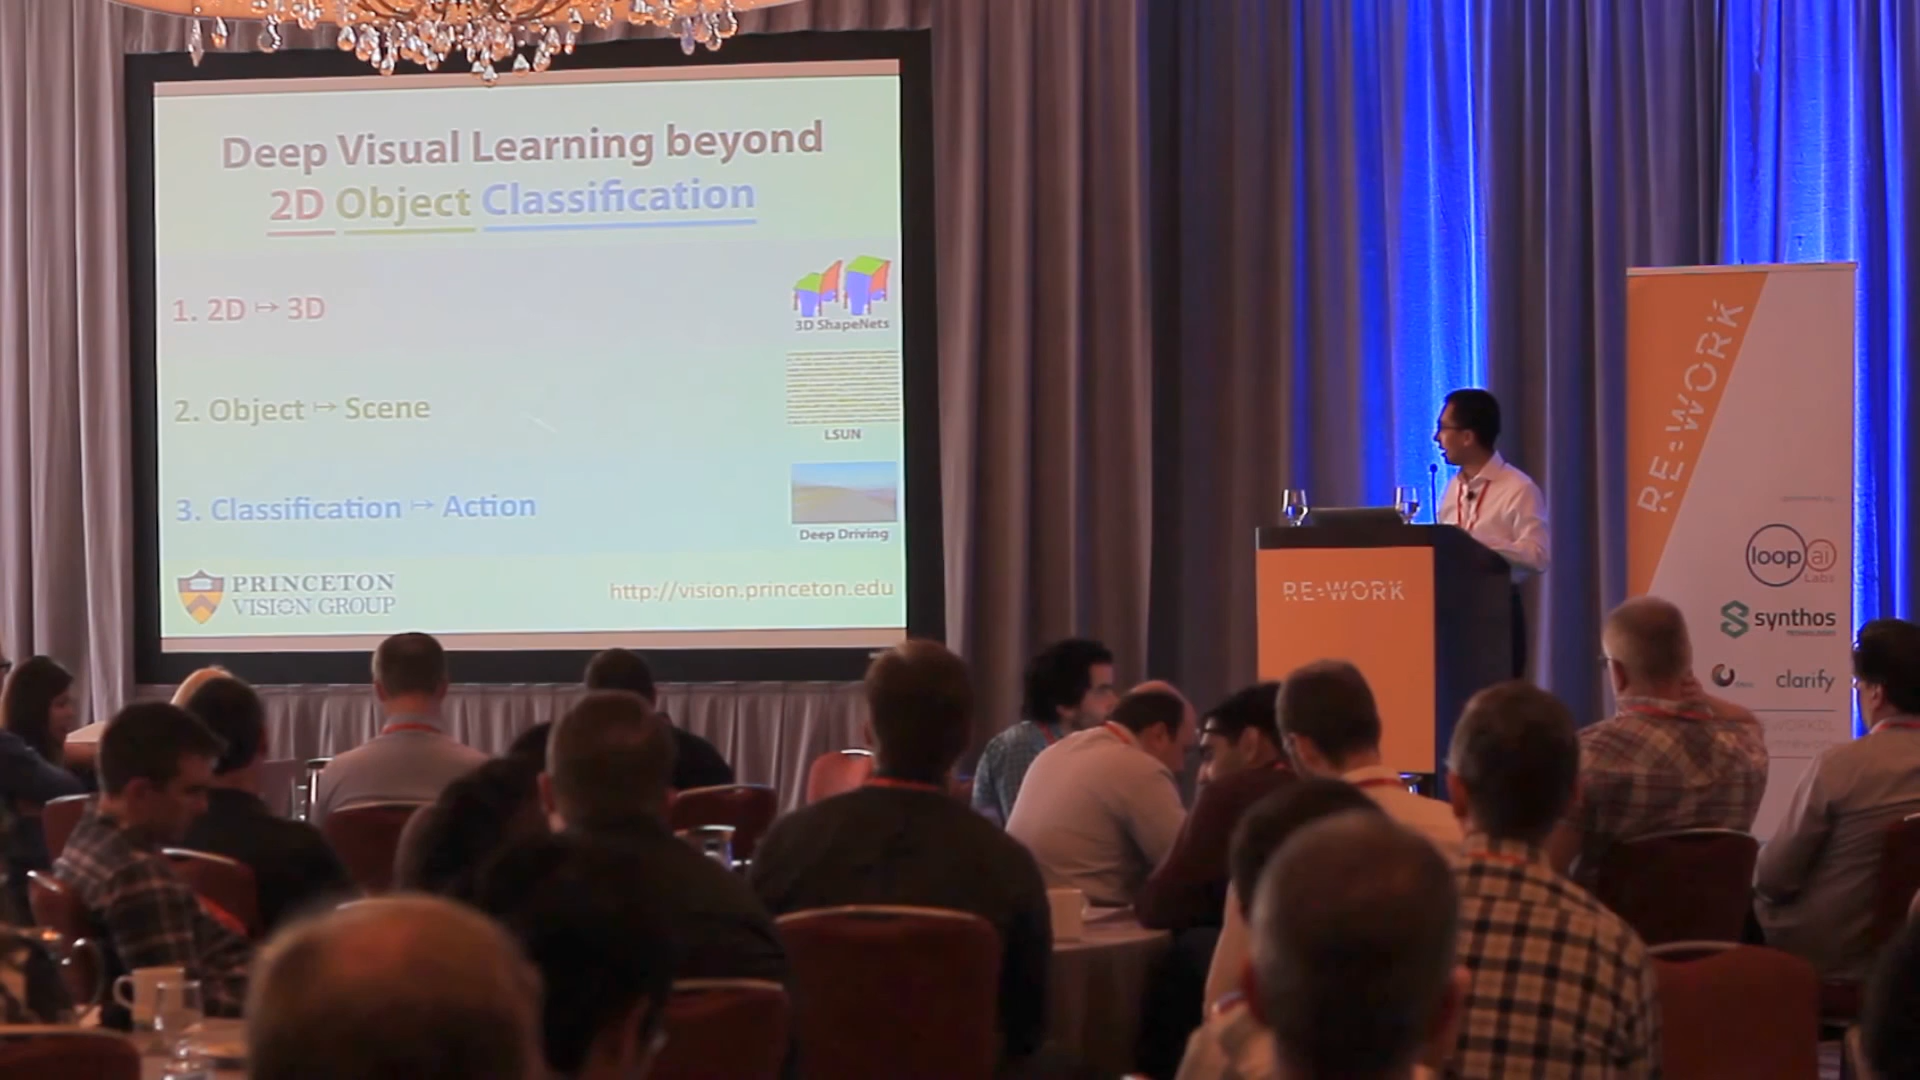 Deep Visual Learning beyond
2D Object Classification
1. 2D ↦ 3D
3D ShapeNets
2. Object ↦ Scene
LSUN
3. Classification ↦ Action
Deep Driving
PRINCETON
VISION GROUP
http://vision.princeton.edu
RE•WORK
RE•WORK
loop ai
Labs
synthos
TECHNOLOGIES
clarify